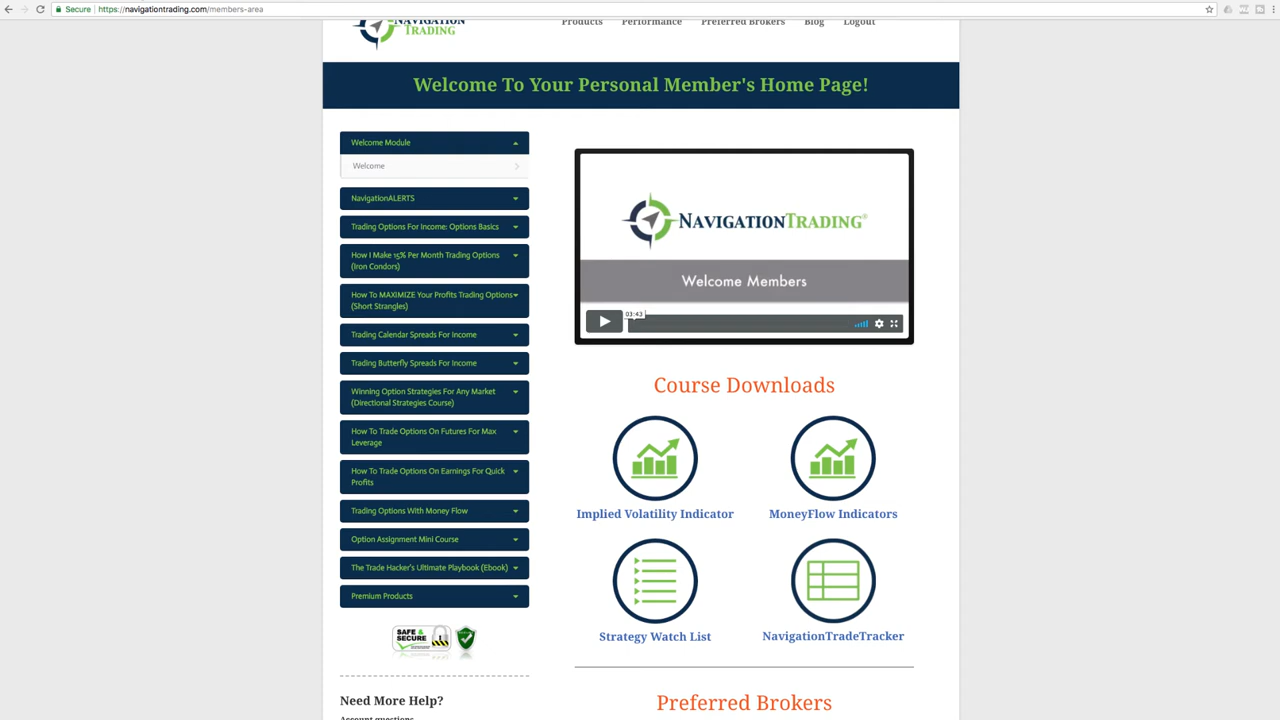 Secure
https://navigationtrading.com/members-area
NAVIGATION
TRADING
Products
Performance
Preferred Brokers
Blog
Logout
Welcome To Your Personal Member's Home Page!
Welcome Module
Welcome
NavigationALERTS
Trading Options For Income: Options Basics
How I Make 15% Per Month Trading Options
(Iron Condors)
How To MAXIMIZE Your Profits Trading Options
(Short Strangles)
Trading Calendar Spreads For Income
Trading Butterfly Spreads For Income
Winning Option Strategies For Any Market
(Directional Strategies Course)
How To Trade Options On Futures For Max
Leverage
How To Trade Options On Earnings For Quick
Profits
Trading Options With Money Flow
Option Assignment Mini Course
The Trade Hacker's Ultimate Playbook (Ebook)
Premium Products
SAFE &
SECURE
Need More Help?
Account questions
NAVIGATIONTRADING®
Welcome Members
03:43
Course Downloads
Implied Volatility Indicator
MoneyFlow Indicators
Strategy Watch List
NavigationTradeTracker
Preferred Brokers